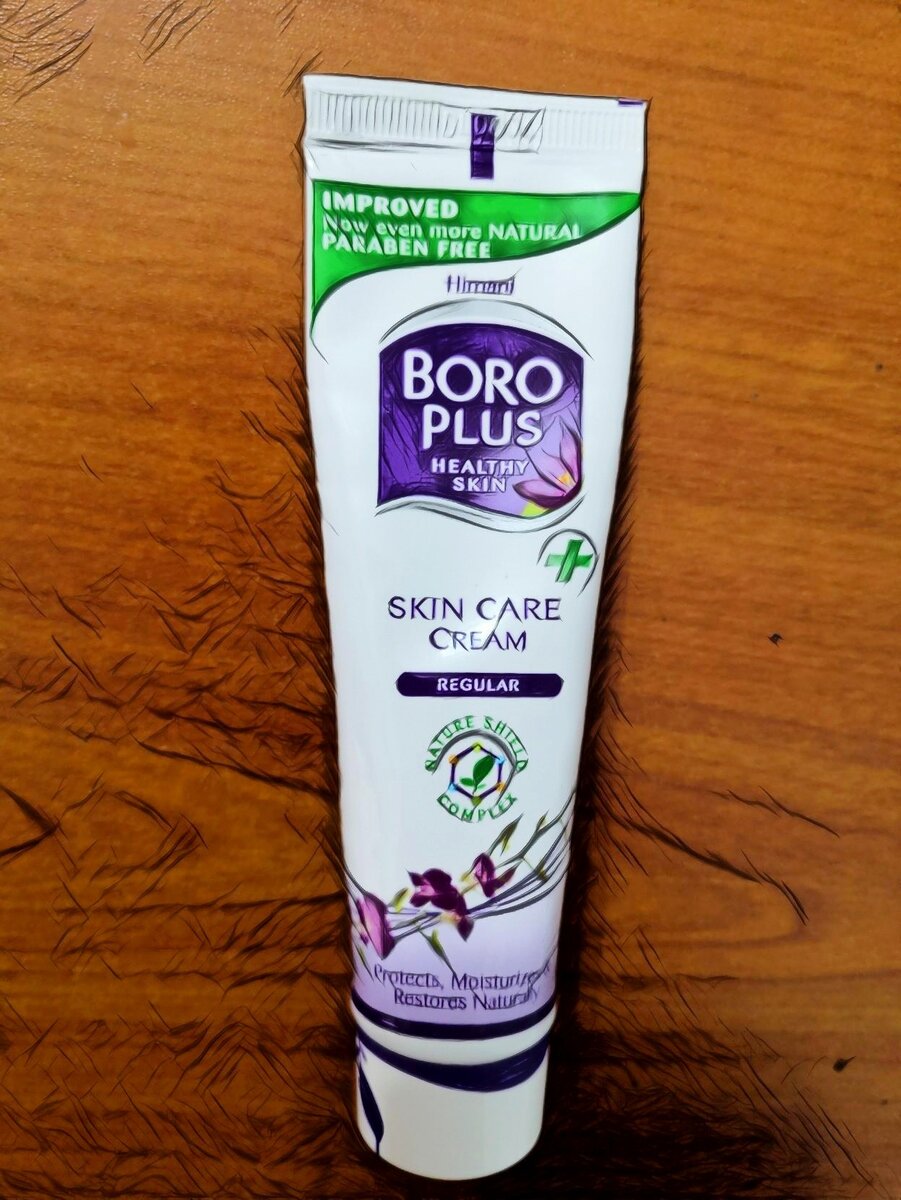 IMPROVED
Now even more NATURAL
PARABEN FREE
Himani
BORO
PLUS
HEALTHY
SKIN
SKIN CARE
CREAM
REGULAR
NATURE SHIELD
COMPLEX
Protects, Moisturizes
Restores Naturally